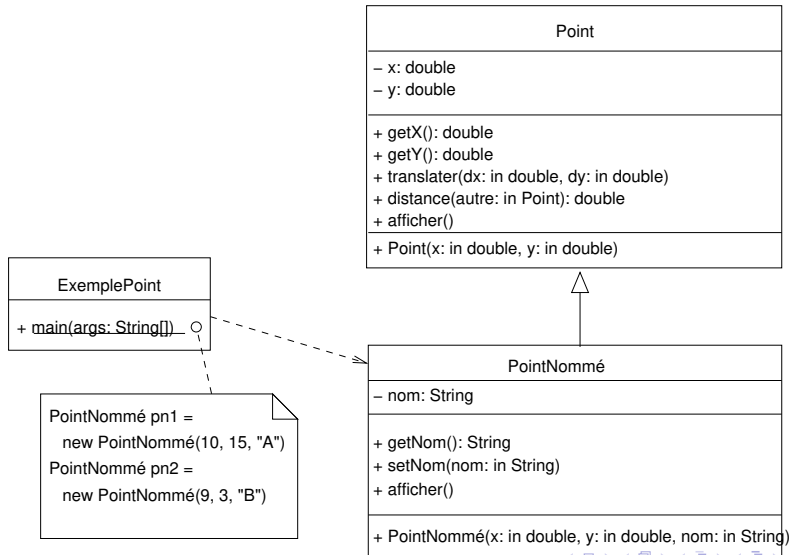 Point
– x: double
– y: double
+ getX(): double
+ getY(): double
+ translater(dx: in double, dy: in double)
+ distance(autre: in Point): double
+ afficher()
+ Point(x: in double, y: in double)
ExemplePoint
+ main(args: String[])
PointNommé pn1 =
new PointNommé(10, 15, "A")
PointNommé pn2 =
new PointNommé(9, 3, "B")
PointNommé
– nom: String
+ getNom(): String
+ setNom(nom: in String)
+ afficher()
+ PointNommé(x: in double, y: in double, nom: in String)